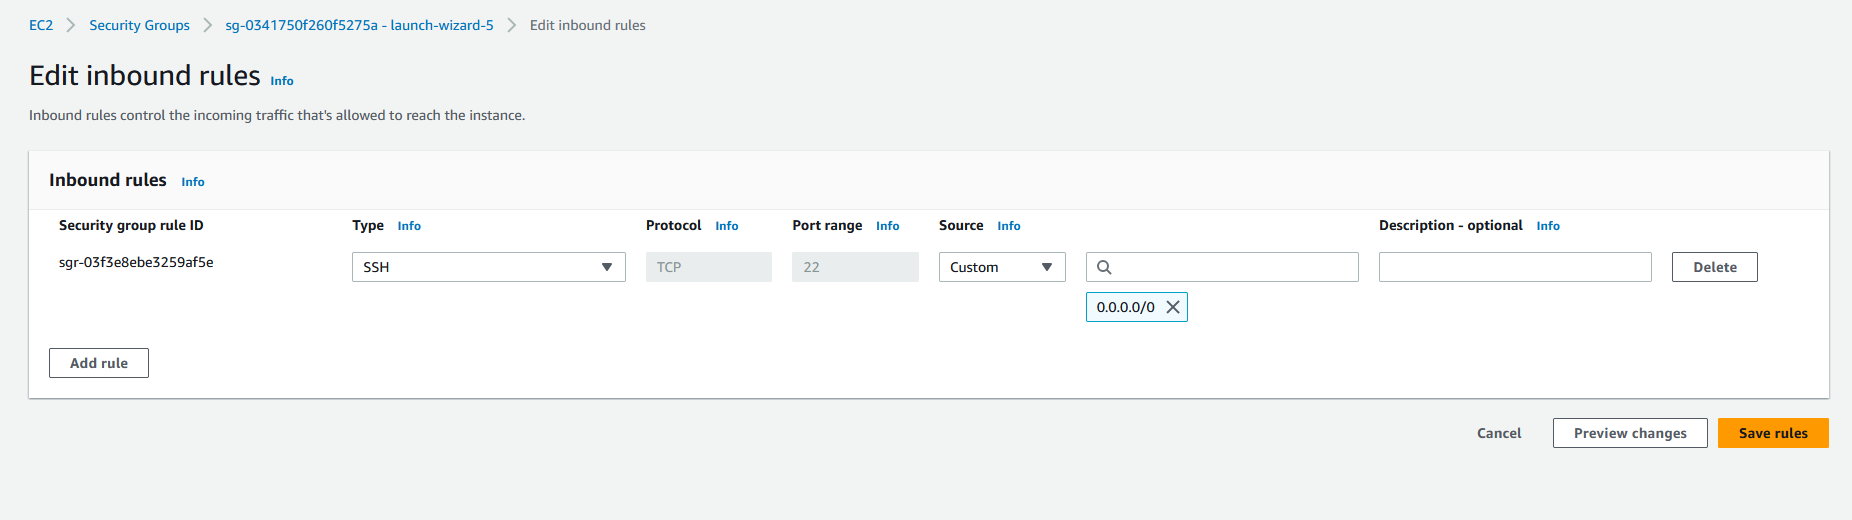 EC2 Security Groups sg-0341750f260f5275a - launch-wizard-5 Edit inbound rules
Edit inbound rules Info
Inbound rules control the incoming traffic that's allowed to reach the instance.
Inbound rules Info
Security group rule ID Type Info Protocol Info Port range Info Source Info Description - optional Info
sgr-03f3e8ebe3259af5e SSH TCP 22 Custom Delete
0.0.0.0/0
Add rule
Cancel Preview changes Save rules